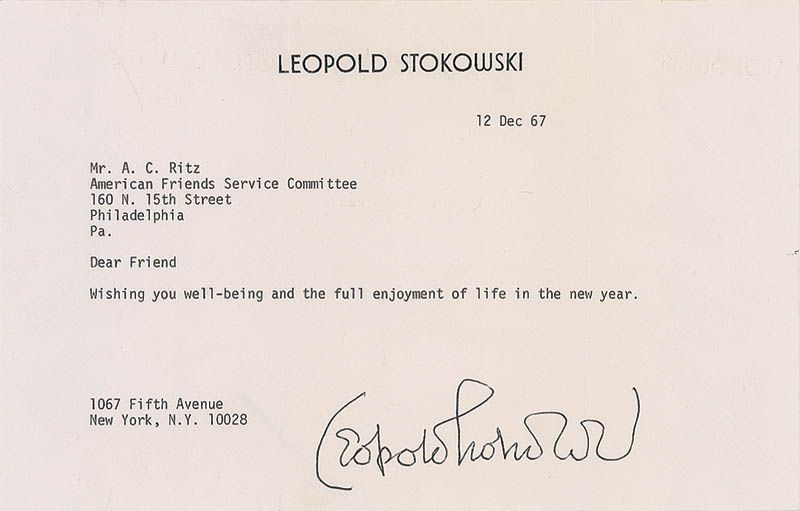 LEOPOLD STOKOWSKI
12 Dec 67
Mr. A. C. Ritz
American Friends Service Committee
160 N. 15th Street
Philadelphia
Pa.
Dear Friend
Wishing you well-being and the full enjoyment of life in the new year.
1067 Fifth Avenue
New York, N.Y. 10028
Leopold Stokowski